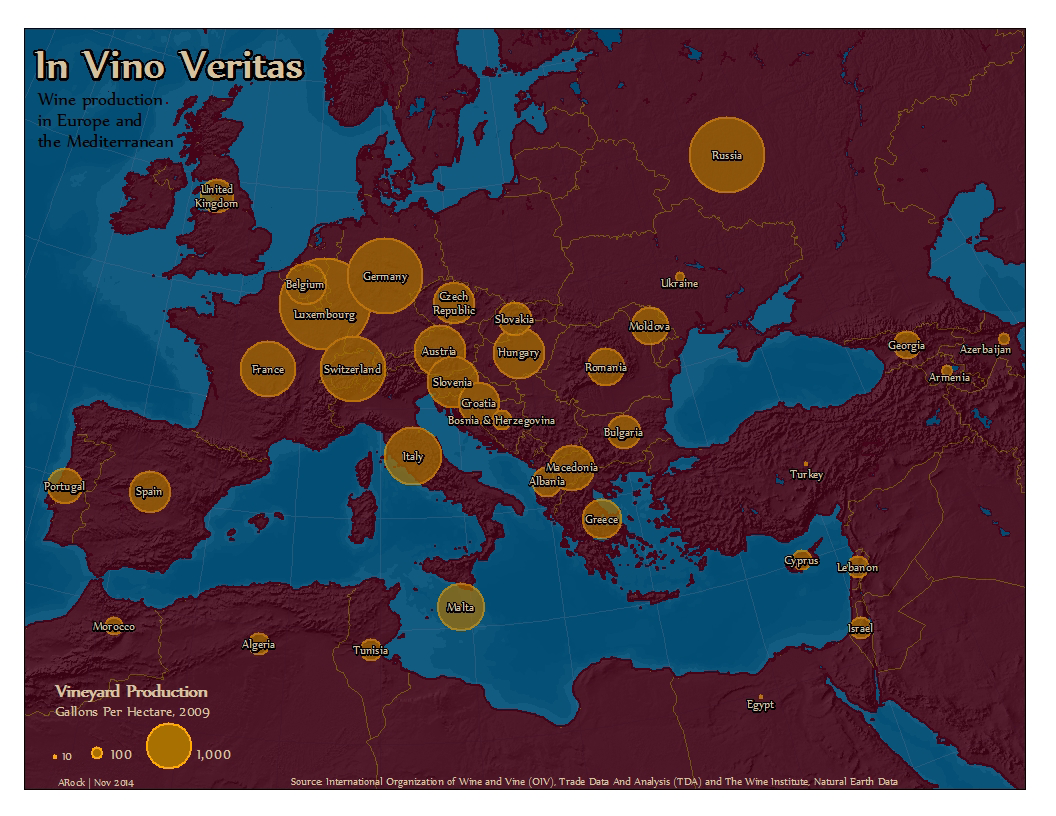 In Vino Veritas
Wine production
in Europe and
the Mediterranean
Russia
United
Kingdom
Germany
Belgium
Luxembourg
Ukraine
Czech
Republic
Slovakia
Moldova
Austria
Hungary
Georgia
Azerbaijan
France
Switzerland
Romania
Armenia
Slovenia
Croatia
Bosnia & Herzegovina
Bulgaria
Italy
Macedonia
Albania
Turkey
Portugal
Spain
Greece
Cyprus
Lebanon
Malta
Morocco
Israel
Algeria
Tunisia
Egypt
Vineyard Production
Gallons Per Hectare, 2009
10 100 1,000
ARock | Nov 2014
Source: International Organization of Wine and Vine (OIV), Trade Data And Analysis (TDA) and The Wine Institute, Natural Earth Data